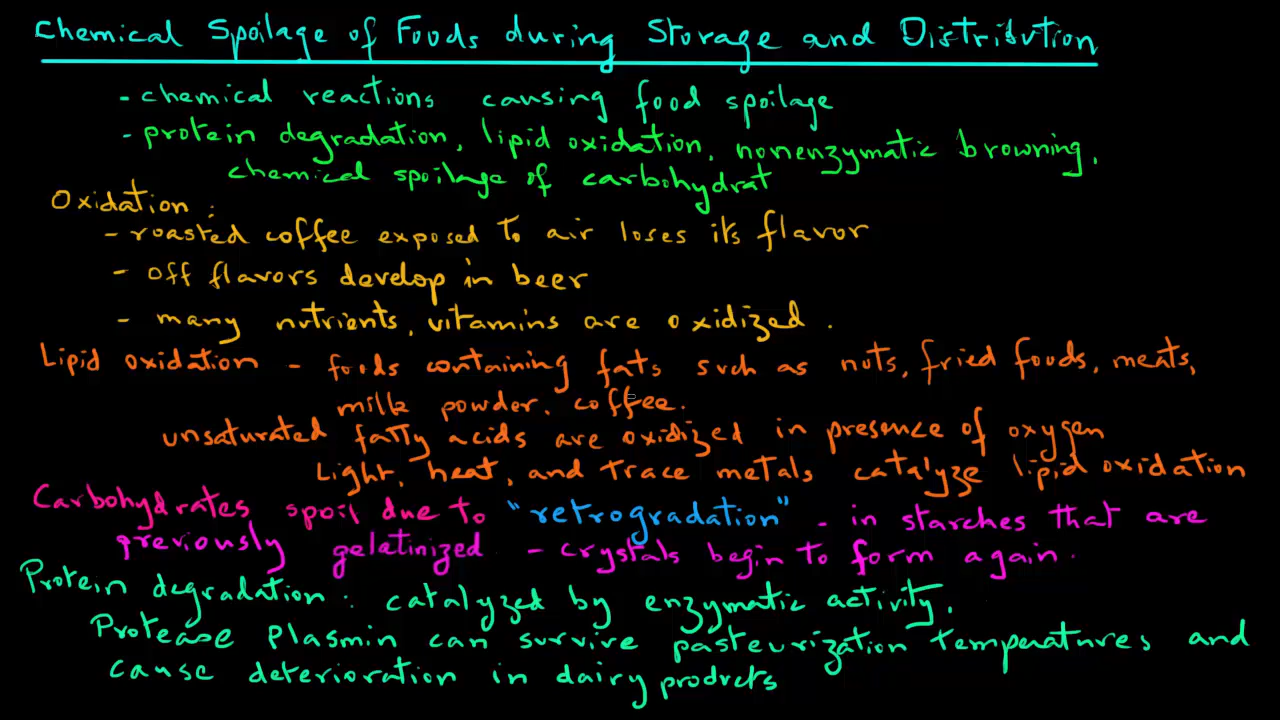 Chemical Spoilage of Foods during Storage and Distribution
- chemical reactions causing food spoilage
- protein degradation, lipid oxidation, nonenzymatic browning,
chemical spoilage of carbohydrat
Oxidation :
- roasted coffee exposed to air loses its flavor
- off flavors develop in beer
- many nutrients, vitamins are oxidized .
Lipid oxidation - foods containing fats such as nuts, fried foods, meats,
milk powder, coffee.
unsaturated fatty acids are oxidized in presence of oxygen
Light, heat, and trace metals catalyze lipid oxidation
Carbohydrates spoil due to "retrogradation" - in starches that are
previously gelatinized - crystals begin to form again.
Protein degradation : catalyzed by enzymatic activity.
Protease plasmin can survive pasteurization temperatures and
cause deterioration in dairy products